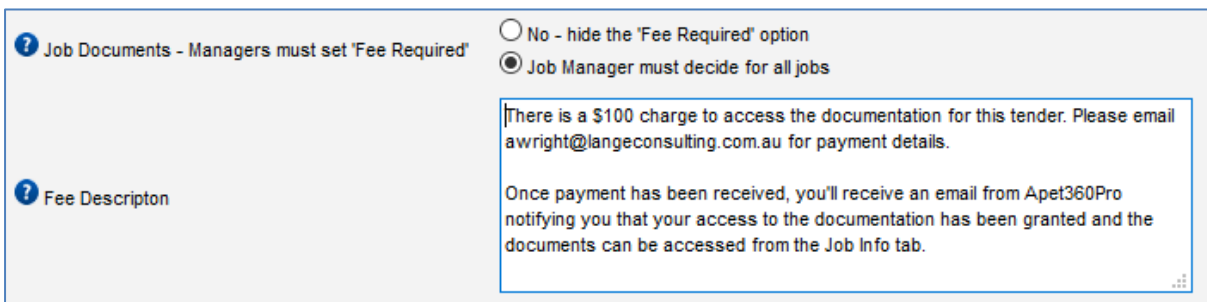 No - hide the 'Fee Required' option
Job Documents - Managers must set 'Fee Required'
Job Manager must decide for all jobs
There is a $100 charge to access the documentation for this tender. Please email
awright@langeconsulting.com.au for payment details.
Once payment has been received, you'll receive an email from Apet360Pro
notifying you that your access to the documentation has been granted and the
documents can be accessed from the Job Info tab.
Fee Descripton